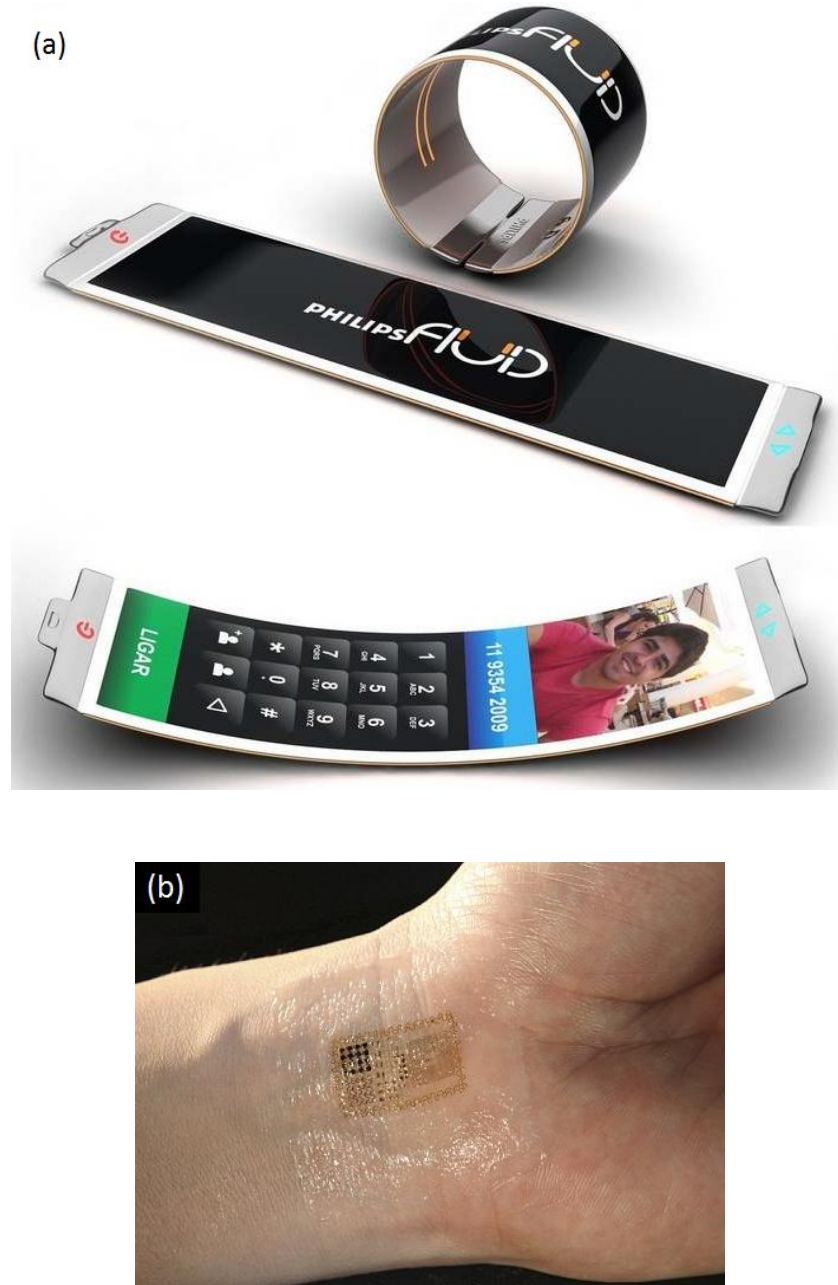 (a)
FLUID
PHILIPS FLUID
LIGAR
1
2 ABC
3 DEF
4 GHI
5 JKL
6 MNO
7 PQRS
8 TUV
9 WXYZ
*
0
#
11 9354 2009
(b)